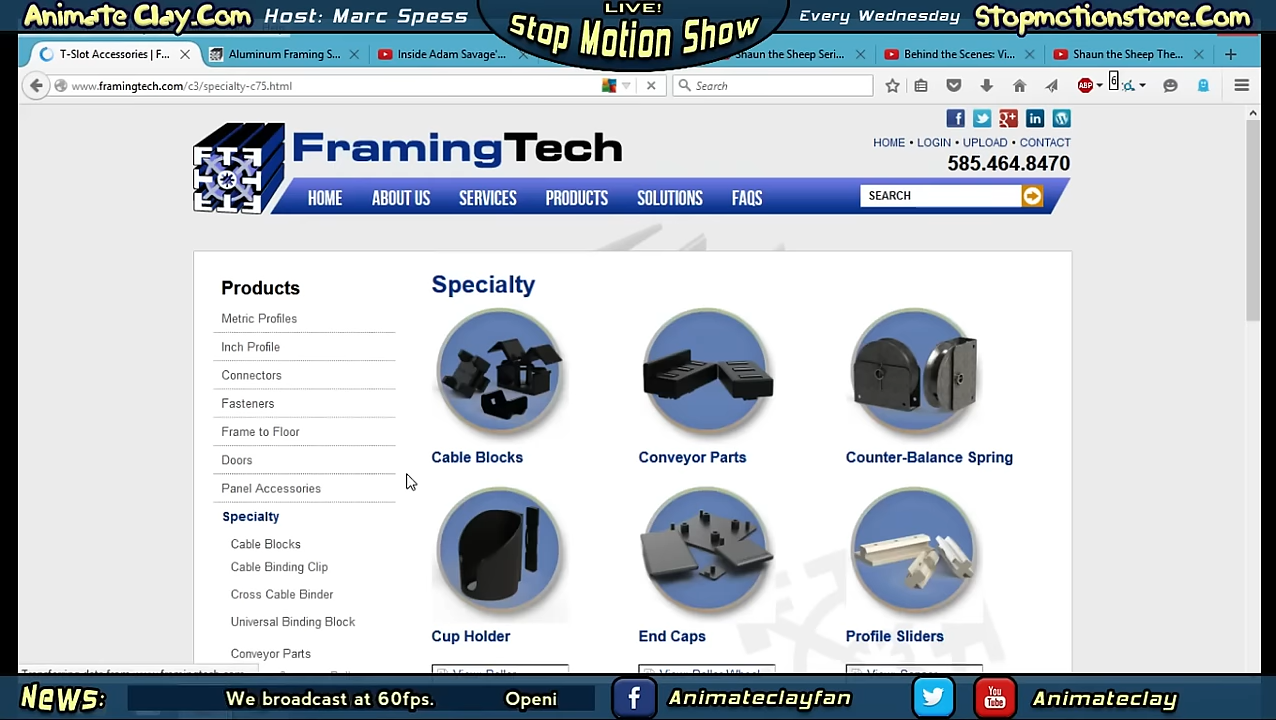 Animate Clay.Com
Host: Marc Spess
LIVE!
Stop Motion Show
Every Wednesday
Stopmotionstore.Com
T-Slot Accessories | F...
Aluminum Framing S...
Inside Adam Savage'...
Shaun the Sheep Seri...
Behind the Scenes: Vi...
Shaun the Sheep The...
www.framingtech.com/c3/specialty-c75.html
Search
ABP
6
FramingTech
HOME • LOGIN • UPLOAD • CONTACT
585.464.8470
HOME ABOUT US SERVICES PRODUCTS SOLUTIONS FAQS
SEARCH
Products
Metric Profiles
Inch Profile
Connectors
Fasteners
Frame to Floor
Doors
Panel Accessories
Specialty
Cable Blocks
Cable Binding Clip
Cross Cable Binder
Universal Binding Block
Conveyor Parts
Specialty
Cable Blocks
Conveyor Parts
Counter-Balance Spring
Cup Holder
End Caps
Profile Sliders
News:
We broadcast at 60fps.
Openi
Animateclayfan
You Tube
Animateclay